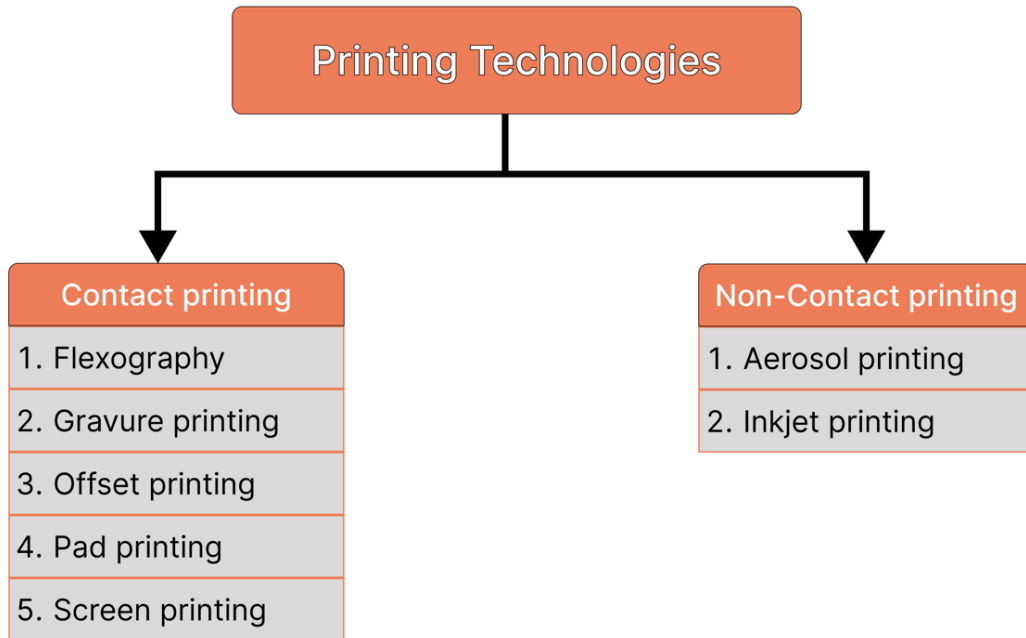 Printing Technologies
Contact printing
1. Flexography
2. Gravure printing
3. Offset printing
4. Pad printing
5. Screen printing
Non-Contact printing
1. Aerosol printing
2. Inkjet printing